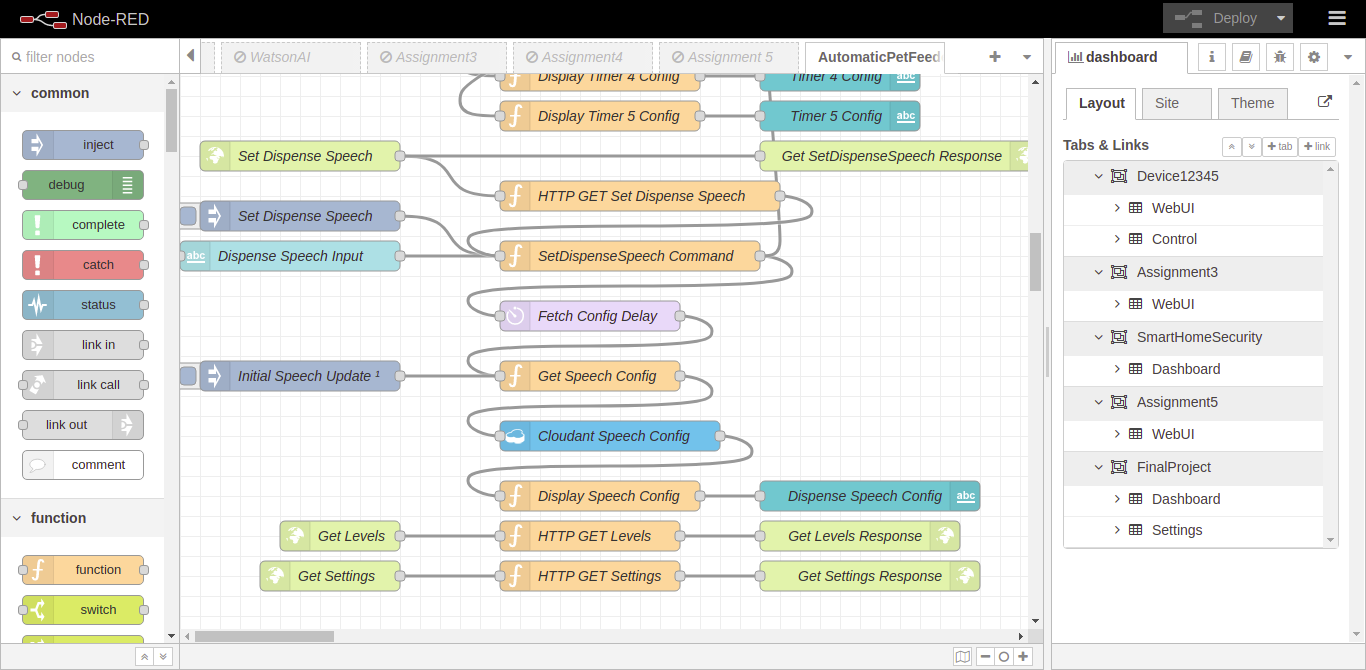 Node-RED
Deploy
filter nodes
WatsonAI
Assignment3
Assignment4
Assignment 5
AutomaticPetFeed
dashboard
common
inject
debug
complete
catch
status
link in
link call
link out
comment
function
function
switch
Display Timer 4 Config
Timer 4 Config
abc
Display Timer 5 Config
Timer 5 Config
abc
Set Dispense Speech
Get SetDispenseSpeech Response
HTTP GET Set Dispense Speech
Set Dispense Speech
abc
Dispense Speech Input
SetDispenseSpeech Command
Fetch Config Delay
Initial Speech Update ¹
Get Speech Config
Cloudant Speech Config
Display Speech Config
Dispense Speech Config
abc
Get Levels
HTTP GET Levels
Get Levels Response
Get Settings
HTTP GET Settings
Get Settings Response
Layout
Site
Theme
Tabs & Links
+ tab
+ link
Device12345
WebUI
Control
Assignment3
WebUI
SmartHomeSecurity
Dashboard
Assignment5
WebUI
FinalProject
Dashboard
Settings